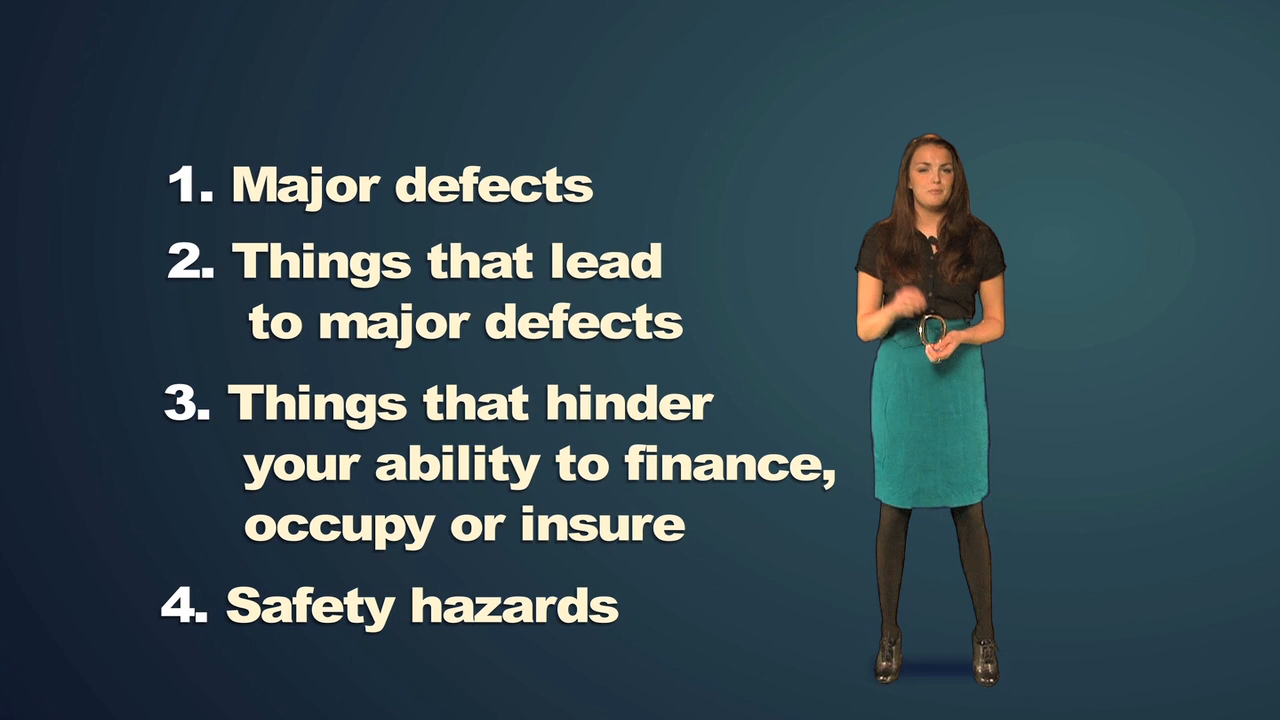 1. Major defects
2. Things that lead
to major defects
3. Things that hinder
your ability to finance,
occupy or insure
4. Safety hazards